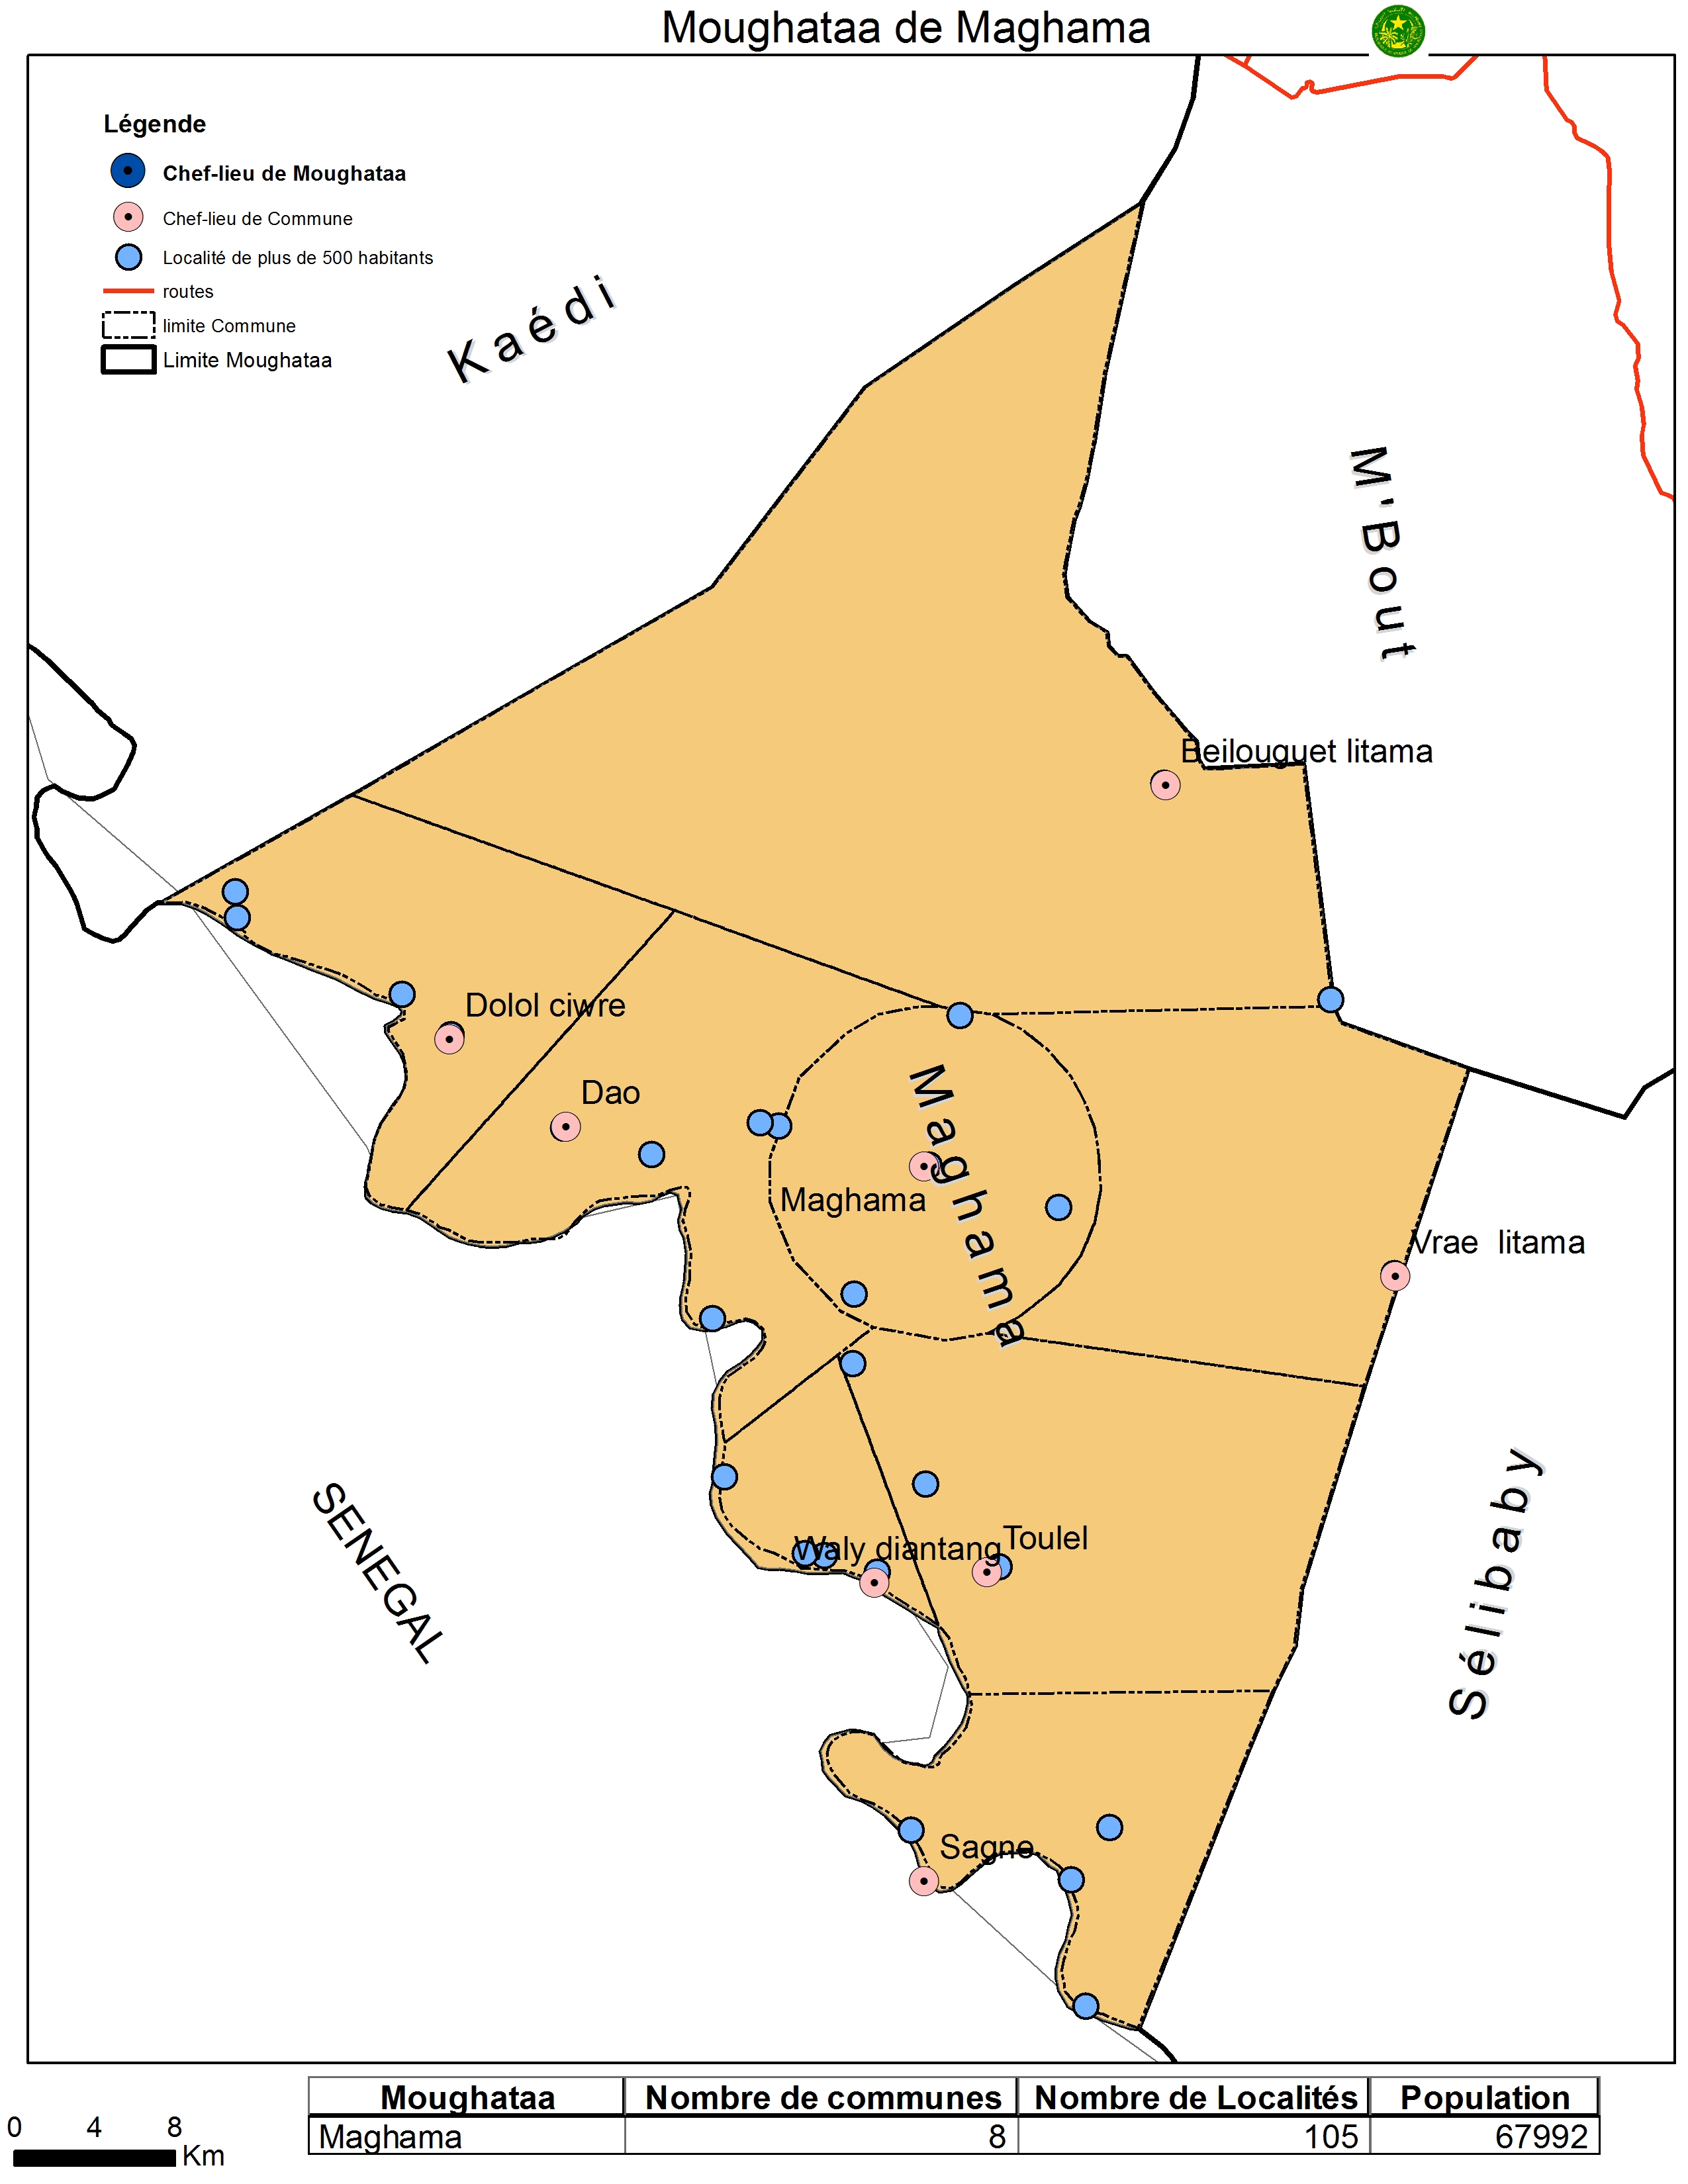 Moughataa de Maghama
Légende
Chef-lieu de Moughataa
Chef-lieu de Commune
Localité de plus de 500 habitants
routes
limite Commune
Limite Moughataa
Kaédi
M'Bout
Beilouguet litama
Dolol ciwre
Dao
Maghama
Maghama
Vrae litama
SENEGAL
Waly diantang
Toulel
Sélibaby
Sagne
0 4 8
Km
Moughataa Nombre de communes Nombre de Localités Population
Maghama 8 105 67992